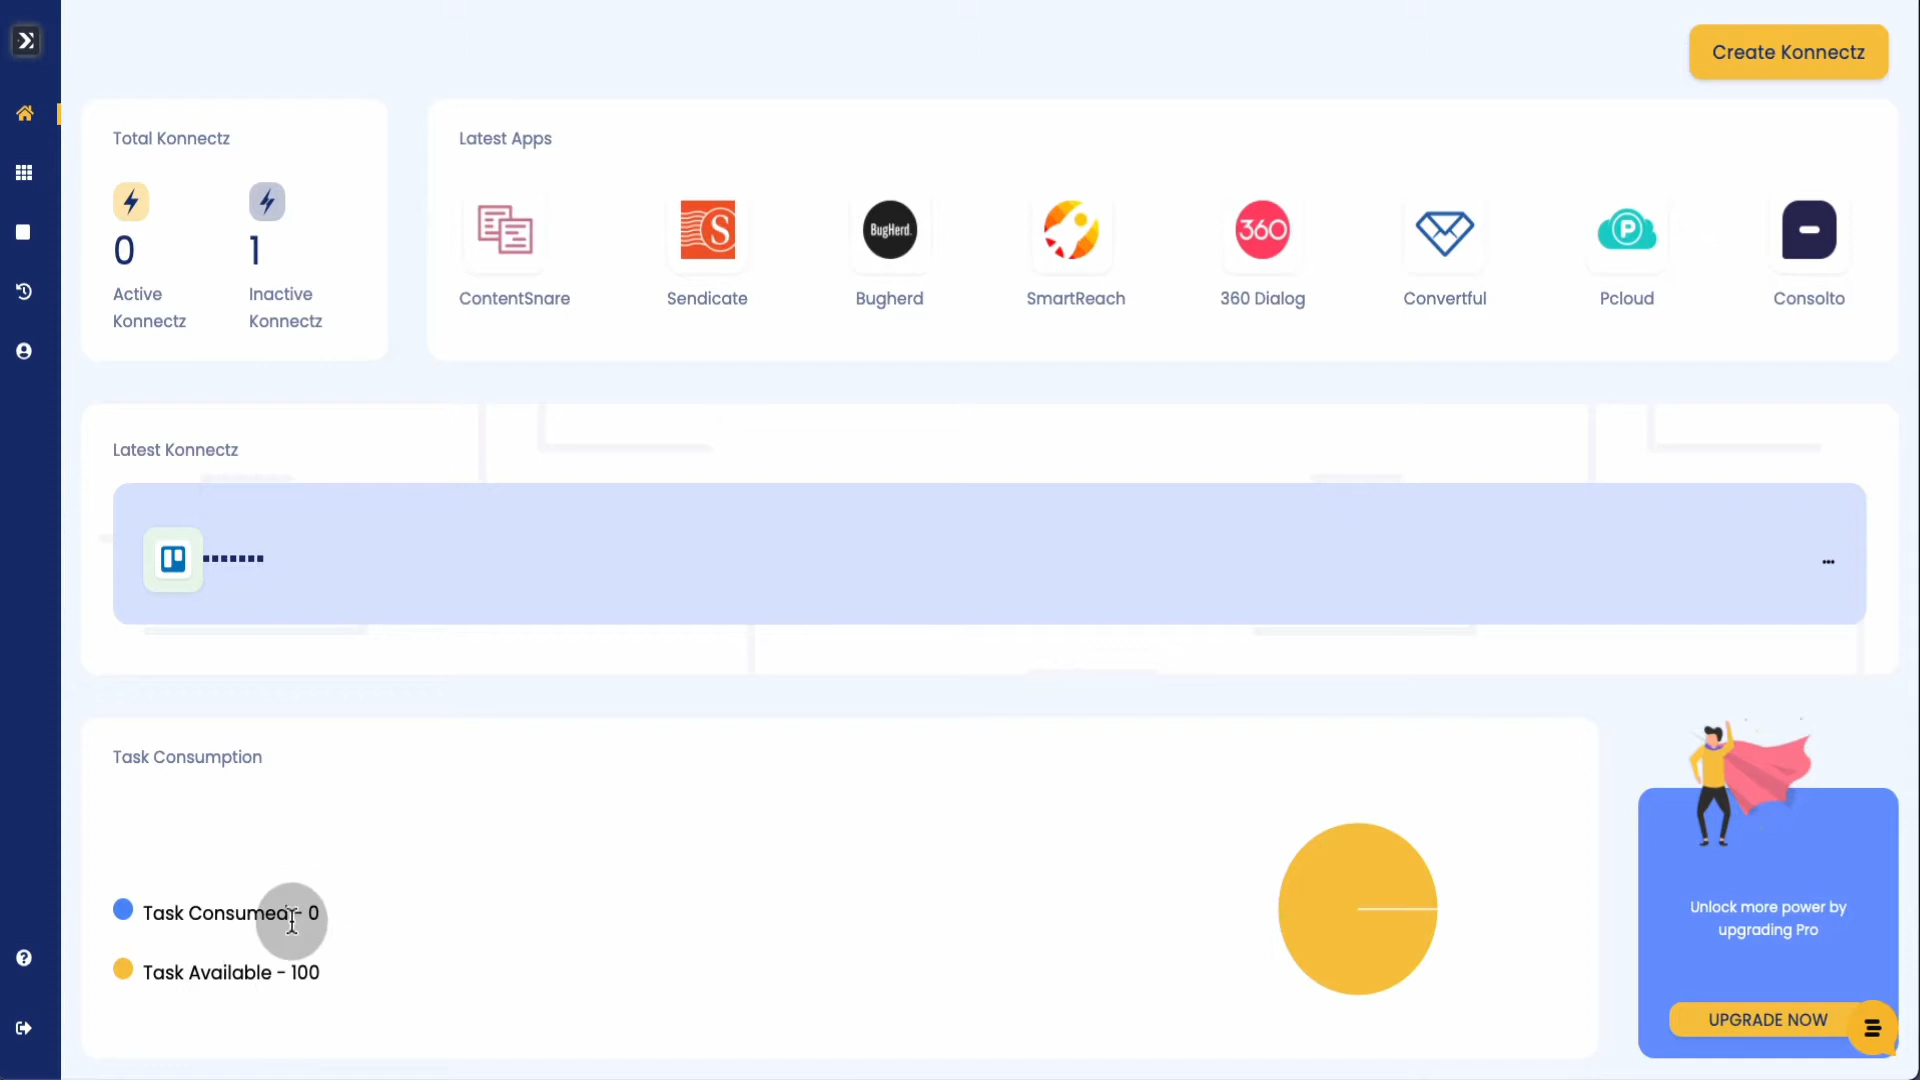 Create Konnectz
Total Konnectz
0
1
Active
Konnectz
Inactive
Konnectz
Latest Apps
S
BugHerd.
360
P
ContentSnare
Sendicate
Bugherd
SmartReach
360 Dialog
Convertful
Pcloud
Consolto
Latest Konnectz
Task Consumption
Task Consumed - 0
Task Available - 100
Unlock more power by
upgrading Pro
UPGRADE NOW